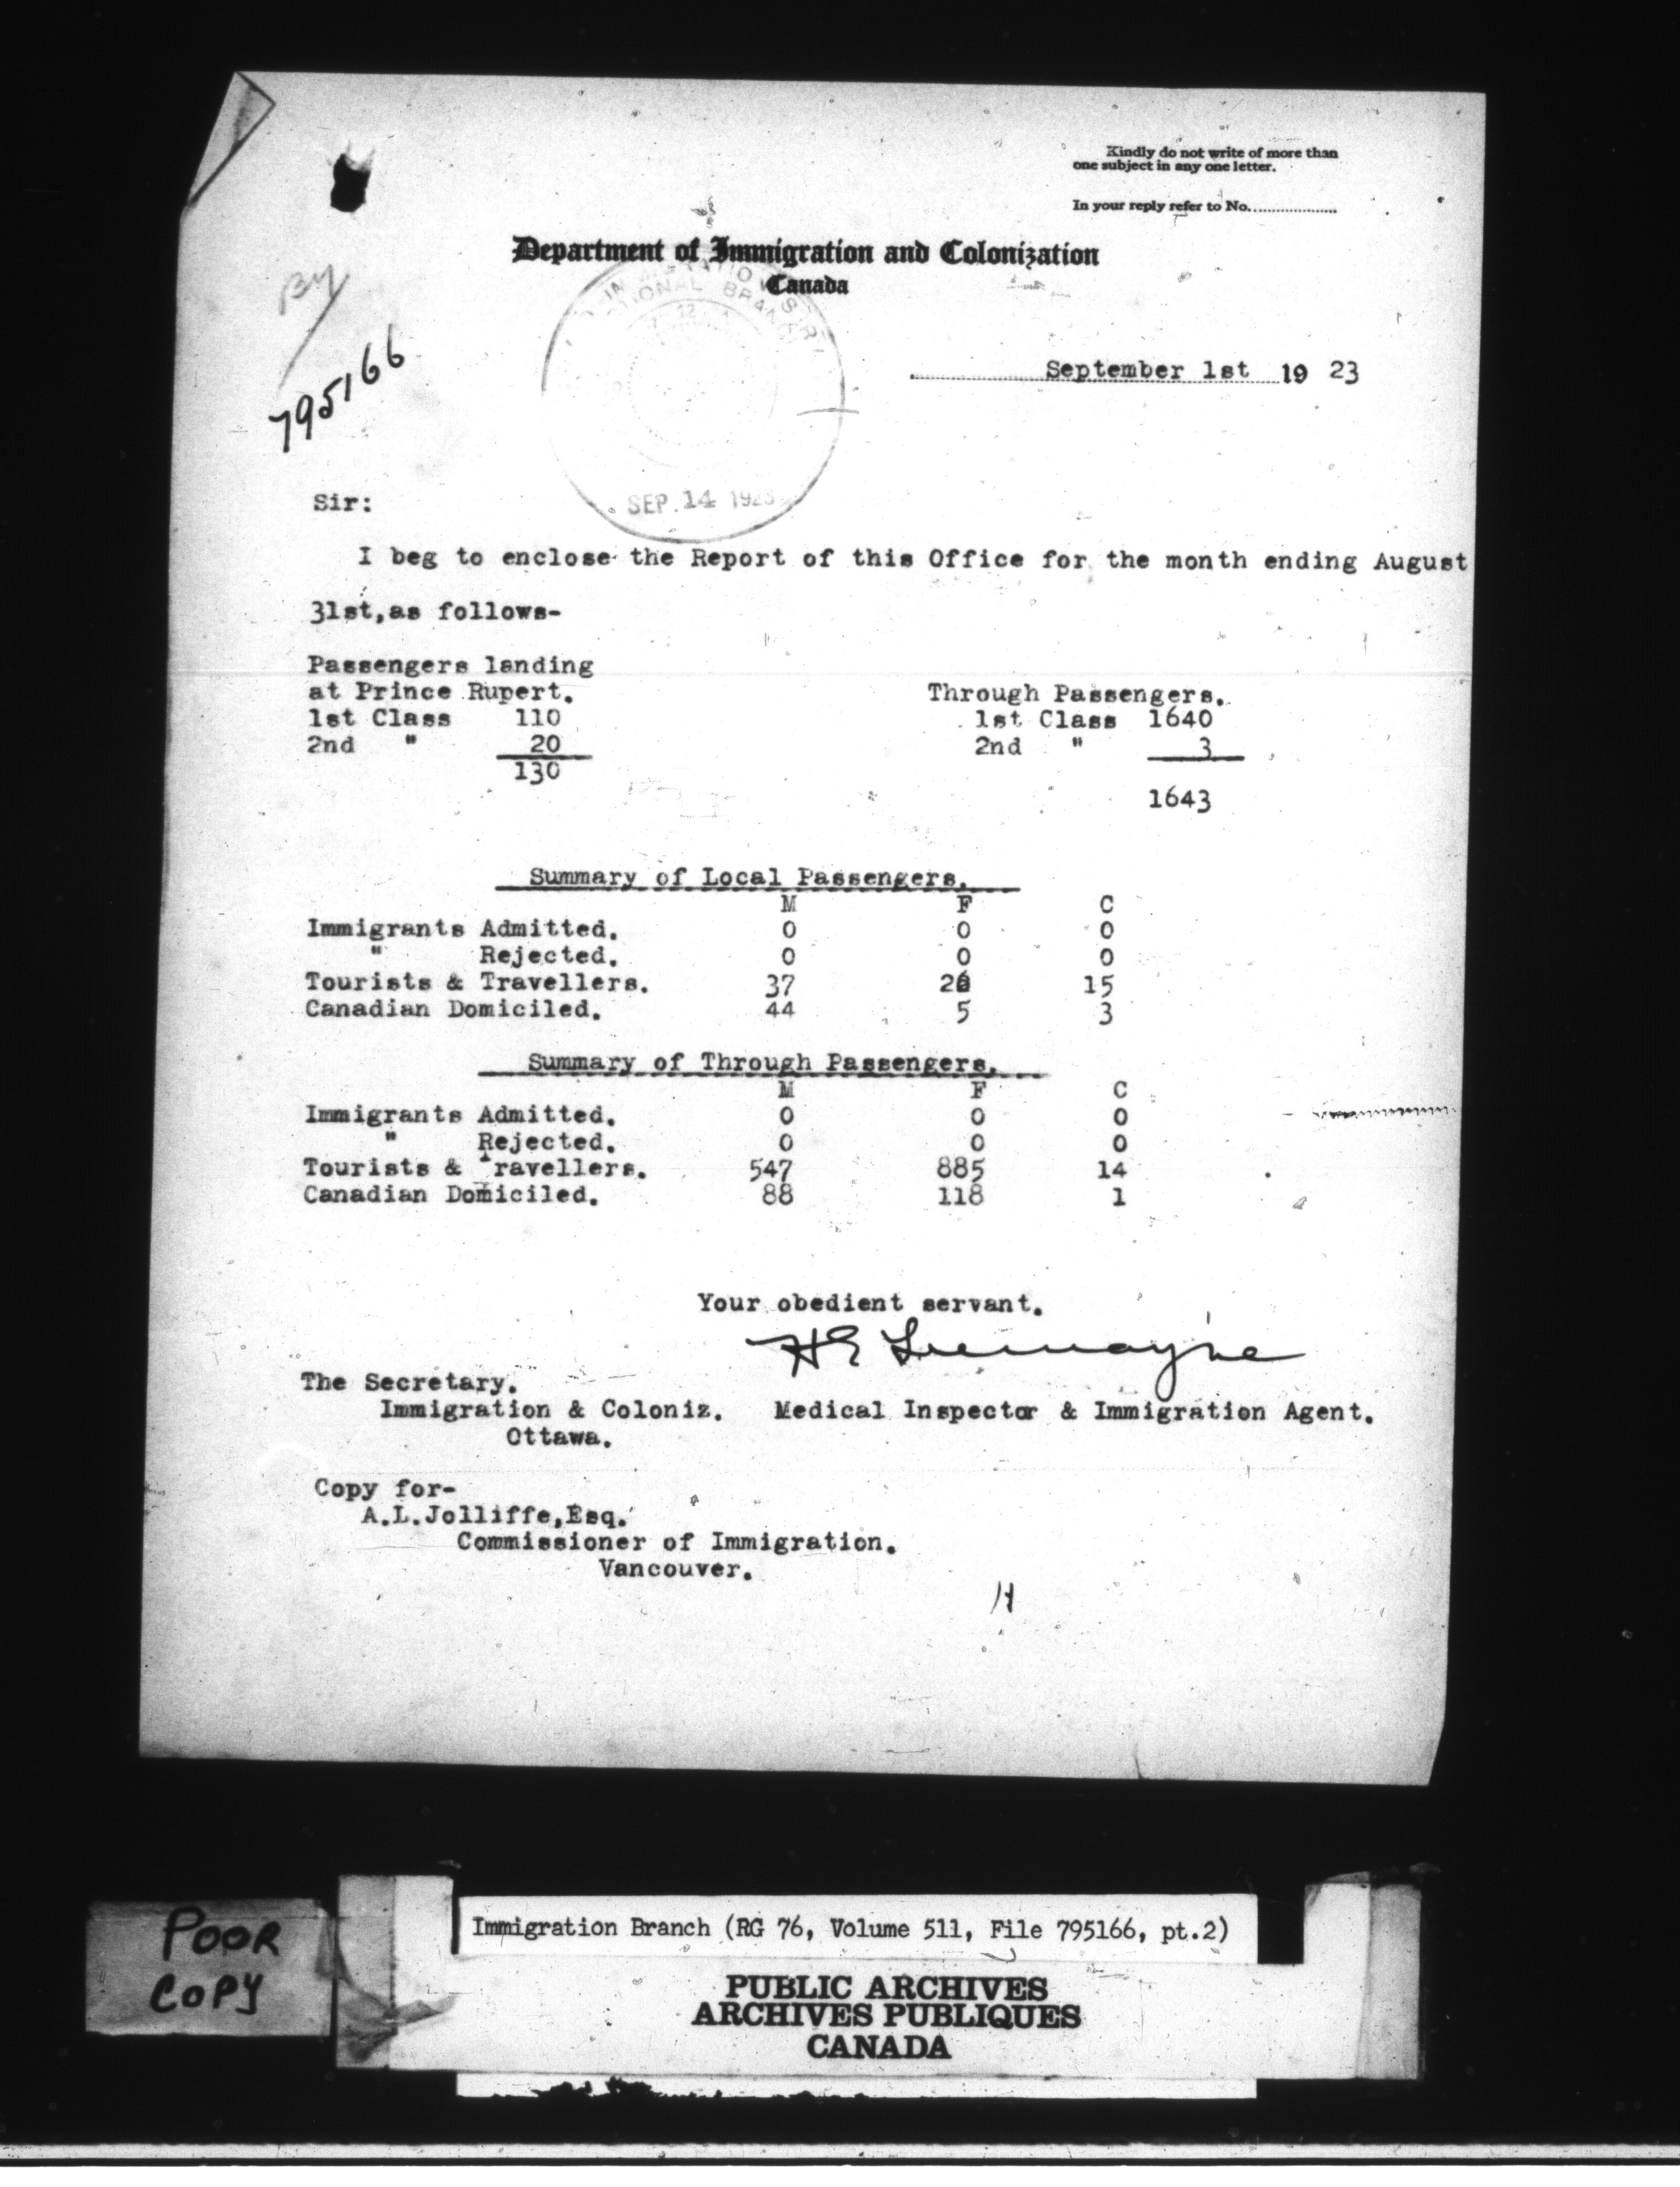 Kindly do not write of more than
one subject in any one letter.
In your reply refer to No....................
Department of Immigration and Colonization
Canada
By
795166
September 1st 19 23
SEP. 14 1923
Sir:
I beg to enclose the Report of this Office for the month ending August
31st, as follows-
Passengers landing
at Prince Rupert. Through Passengers.
1st Class 110 1st Class 1640
2nd " 20 2nd " 3
130
1643
Summary of Local Passengers.
M F C
Immigrants Admitted. 0 0 0
" Rejected. 0 0 0
Tourists & Travellers. 37 26 15
Canadian Domiciled. 44 5 3
Summary of Through Passengers.
M F C
Immigrants Admitted. 0 0 0
" Rejected. 0 0 0
Tourists & Travellers. 547 885 14
Canadian Domiciled. 88 118 1
Your obedient servant.
H E Tremayne
The Secretary.
Immigration & Coloniz. Medical Inspector & Immigration Agent.
Ottawa.
Copy for-
A.L.Jolliffe,Esq.
Commissioner of Immigration.
Vancouver.
POOR
COPY
Immigration Branch (RG 76, Volume 511, File 795166, pt.2)
PUBLIC ARCHIVES
ARCHIVES PUBLIQUES
CANADA